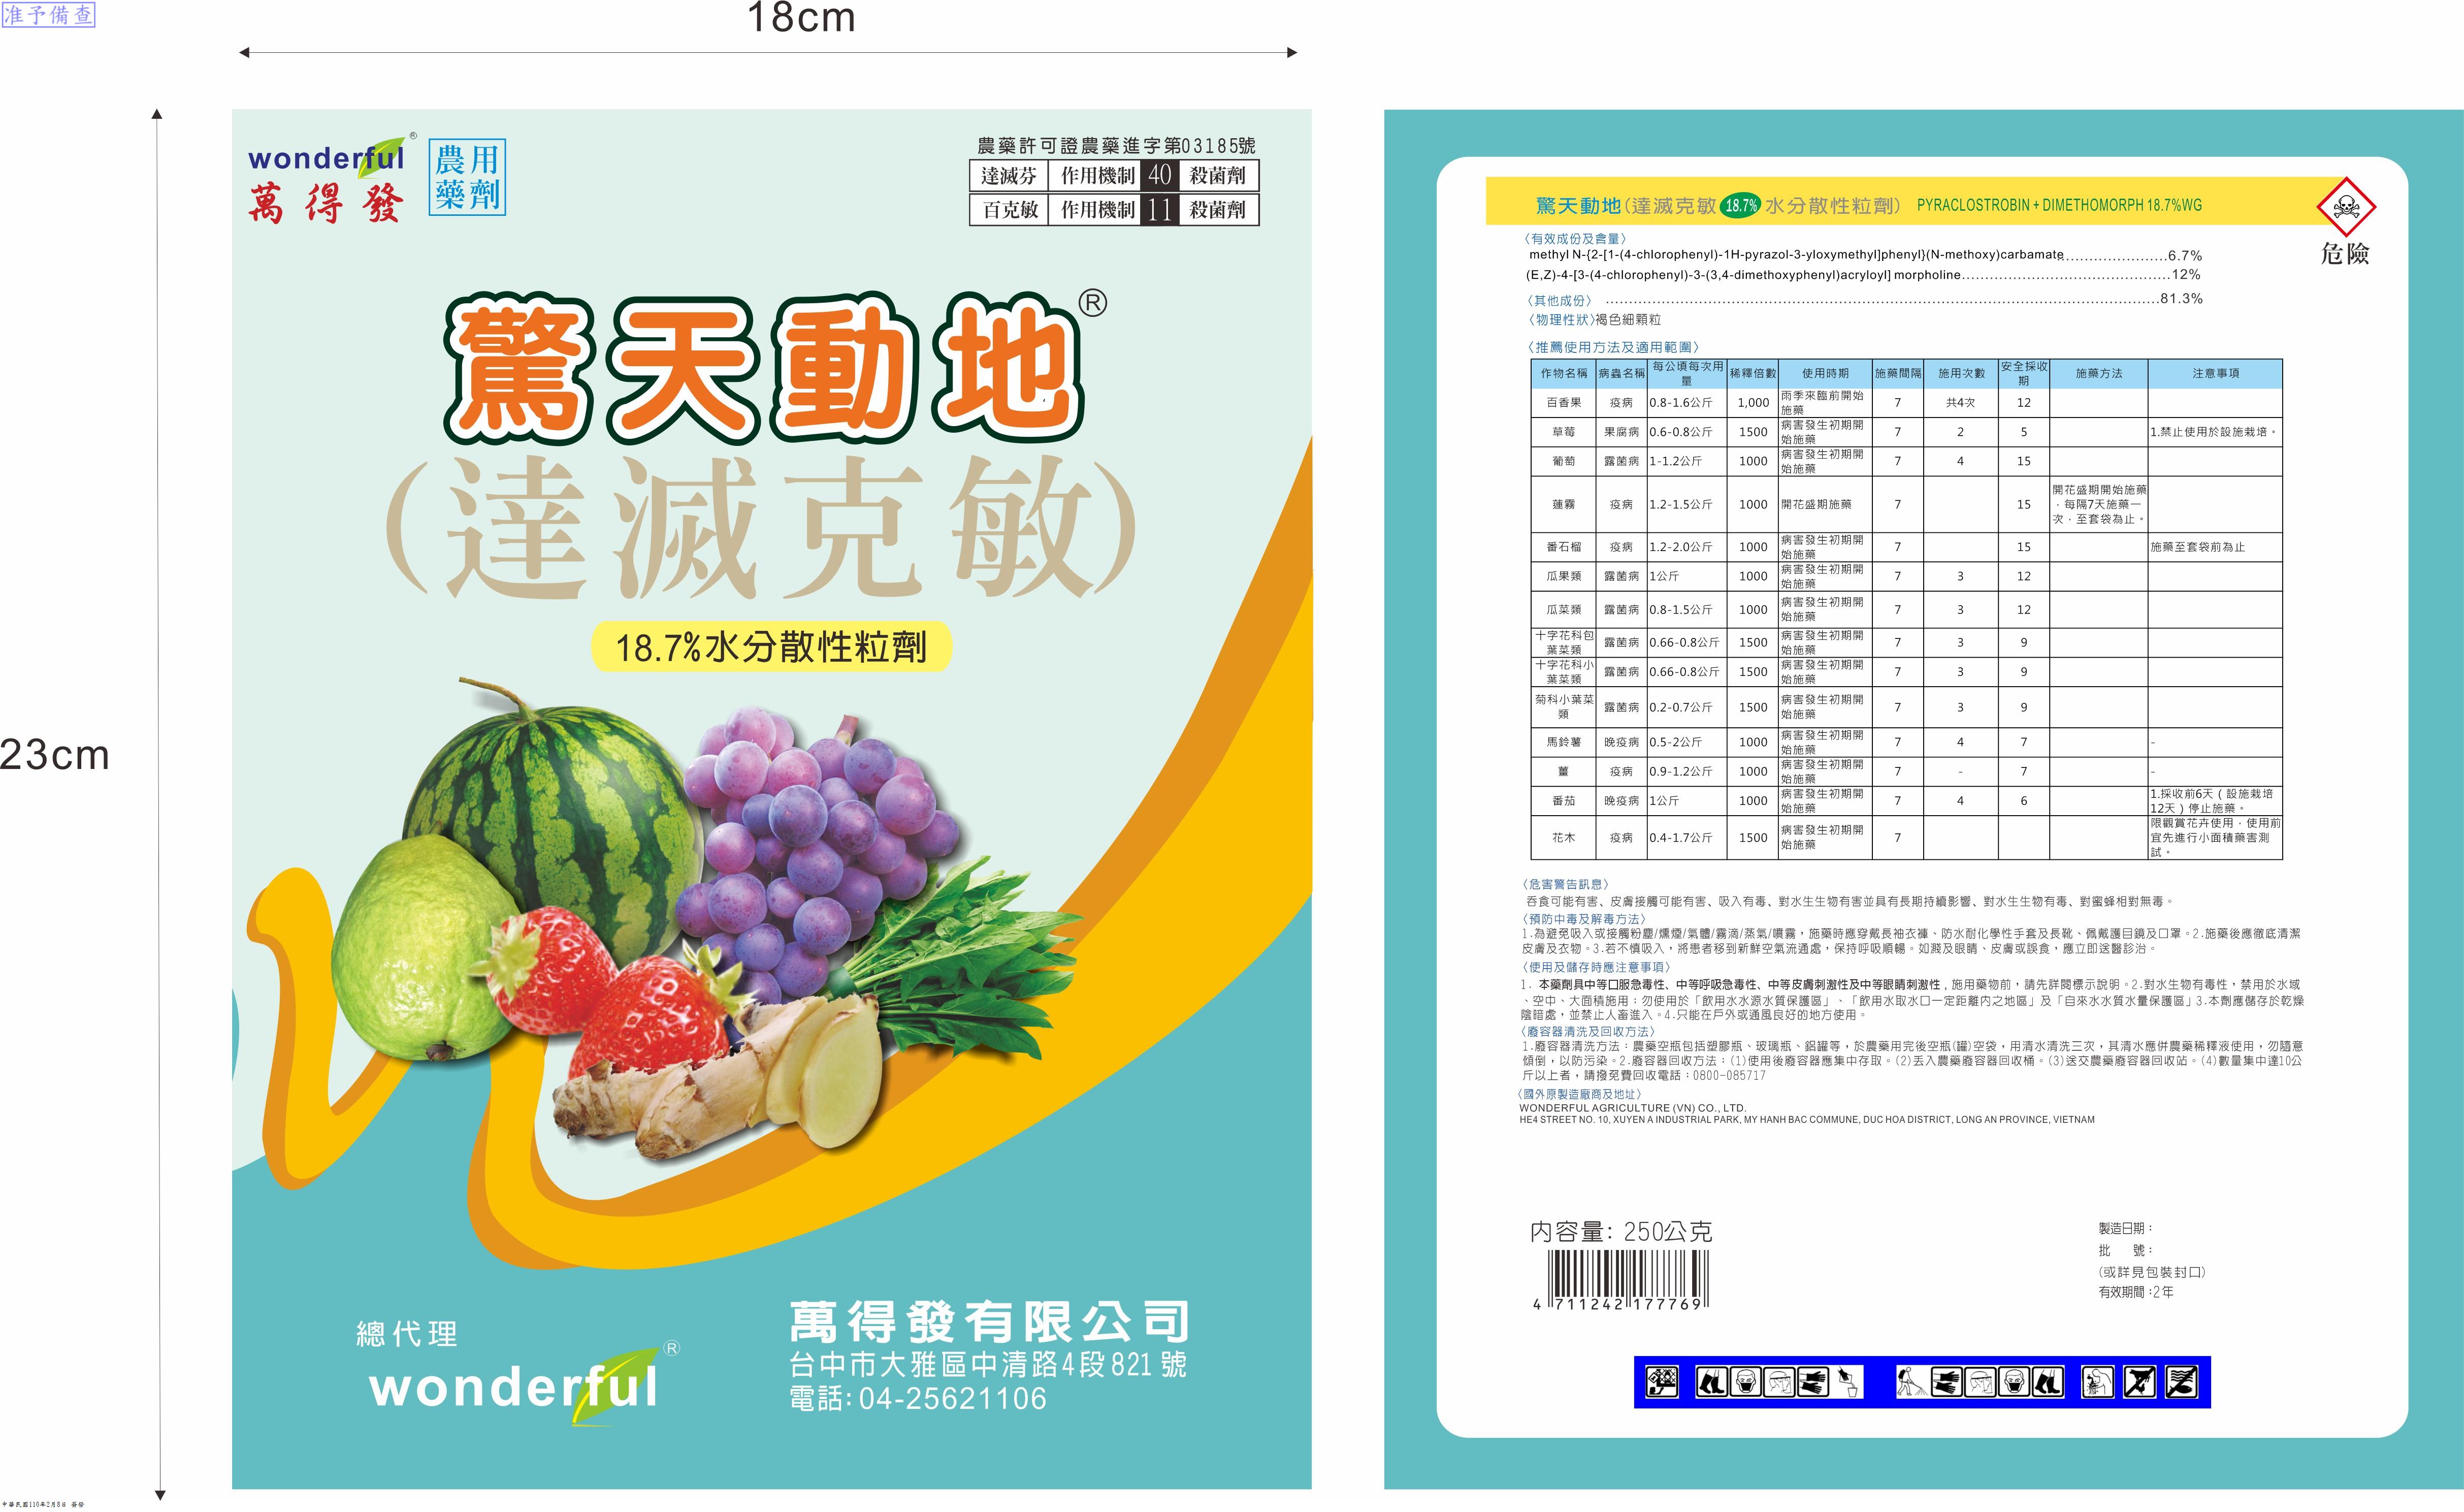 准予備查
18cm
23cm
wonderful®
萬得發
農用
藥劑
農藥許可證農藥進字第03185號
達滅芬 作用機制 40 殺菌劑
百克敏 作用機制 11 殺菌劑
驚天動地®
(達滅克敏)
18.7%水分散性粒劑
總代理
wonderful®
萬得發有限公司
台中市大雅區中清路4段821號
電話:04-25621106
中華民國110年2月8日 簽發
驚天動地(達滅克敏18.7%水分散性粒劑) PYRACLOSTROBIN + DIMETHOMORPH 18.7%WG
危險
〈有效成份及含量〉
methyl N-{2-[1-(4-chlorophenyl)-1H-pyrazol-3-yloxymethyl]phenyl}(N-methoxy)carbamate......................6.7%
(E,Z)-4-[3-(4-chlorophenyl)-3-(3,4-dimethoxyphenyl)acryloyl] morpholine.............................................12%
〈其他成份〉 ........................................................................................................................81.3%
〈物理性狀〉褐色細顆粒
〈推薦使用方法及適用範圍〉
作物名稱 病蟲名稱 每公頃每次用量 稀釋倍數 使用時期 施藥間隔 施用次數 安全採收期 施藥方法 注意事項
百香果 疫病 0.8-1.6公斤 1,000 雨季來臨前開始施藥 7 共4次 12
草莓 果腐病 0.6-0.8公斤 1500 病害發生初期開始施藥 7 2 5 1.禁止使用於設施栽培。
葡萄 露菌病 1-1.2公斤 1000 病害發生初期開始施藥 7 4 15
蓮霧 疫病 1.2-1.5公斤 1000 開花盛期施藥 7 15 開花盛期開始施藥，每隔7天施藥一次，至套袋為止。
番石榴 疫病 1.2-2.0公斤 1000 病害發生初期開始施藥 7 15 施藥至套袋前為止
瓜果類 露菌病 1公斤 1000 病害發生初期開始施藥 7 3 12
瓜菜類 露菌病 0.8-1.5公斤 1000 病害發生初期開始施藥 7 3 12
十字花科包葉菜類 露菌病 0.66-0.8公斤 1500 病害發生初期開始施藥 7 3 9
十字花科小葉菜類 露菌病 0.66-0.8公斤 1500 病害發生初期開始施藥 7 3 9
菊科小葉菜類 露菌病 0.2-0.7公斤 1500 病害發生初期開始施藥 7 3 9
馬鈴薯 晚疫病 0.5-2公斤 1000 病害發生初期開始施藥 7 4 7 -
薑 疫病 0.9-1.2公斤 1000 病害發生初期開始施藥 7 - 7 -
番茄 晚疫病 1公斤 1000 病害發生初期開始施藥 7 4 6 1.採收前6天（設施栽培12天）停止施藥。
花木 疫病 0.4-1.7公斤 1500 病害發生初期開始施藥 7 限觀賞花卉使用，使用前宜先進行小面積藥害測試。
〈危害警告訊息〉
吞食可能有害、皮膚接觸可能有害、吸入有毒、對水生生物有害並具有長期持續影響、對水生生物有毒、對蜜蜂相對無毒。
〈預防中毒及解毒方法〉
1.為避免吸入或接觸粉塵/燻煙/氣體/霧滴/蒸氣/噴霧，施藥時應穿戴長袖衣褲、防水耐化學性手套及長靴、佩戴護目鏡及口罩。2.施藥後應徹底清潔
皮膚及衣物。3.若不慎吸入，將患者移到新鮮空氣流通處，保持呼吸順暢。如濺及眼睛、皮膚或誤食，應立即送醫診治。
〈使用及儲存時應注意事項〉
1. 本藥劑具中等口服急毒性、中等呼吸急毒性、中等皮膚刺激性及中等眼睛刺激性，施用藥物前，請先詳閱標示說明。2.對水生物有毒性，禁用於水域
、空中、大面積施用；勿使用於「飲用水水源水質保護區」、「飲用水取水口一定距離內之地區」及「自來水水質水量保護區」3.本劑應儲存於乾燥
陰暗處，並禁止人畜進入。4.只能在戶外或通風良好的地方使用。
〈廢容器清洗及回收方法〉
1.廢容器清洗方法：農藥空瓶包括塑膠瓶、玻璃瓶、鋁罐等，於農藥用完後空瓶(罐)空袋，用清水清洗三次，其清水應併農藥稀釋液使用，勿隨意
傾倒，以防污染。2.廢容器回收方法：(1)使用後廢容器應集中存取。(2)丟入農藥廢容器回收桶。(3)送交農藥廢容器回收站。(4)數量集中達10公
斤以上者，請撥免費回收電話：0800-085717
〈國外原製造廠商及地址〉
WONDERFUL AGRICULTURE (VN) CO., LTD.
HE4 STREET NO. 10, XUYEN A INDUSTRIAL PARK, MY HANH BAC COMMUNE, DUC HOA DISTRICT, LONG AN PROVINCE, VIETNAM
內容量: 250公克
4 711242 177769
製造日期：
批 號：
(或詳見包裝封口)
有效期間：2年